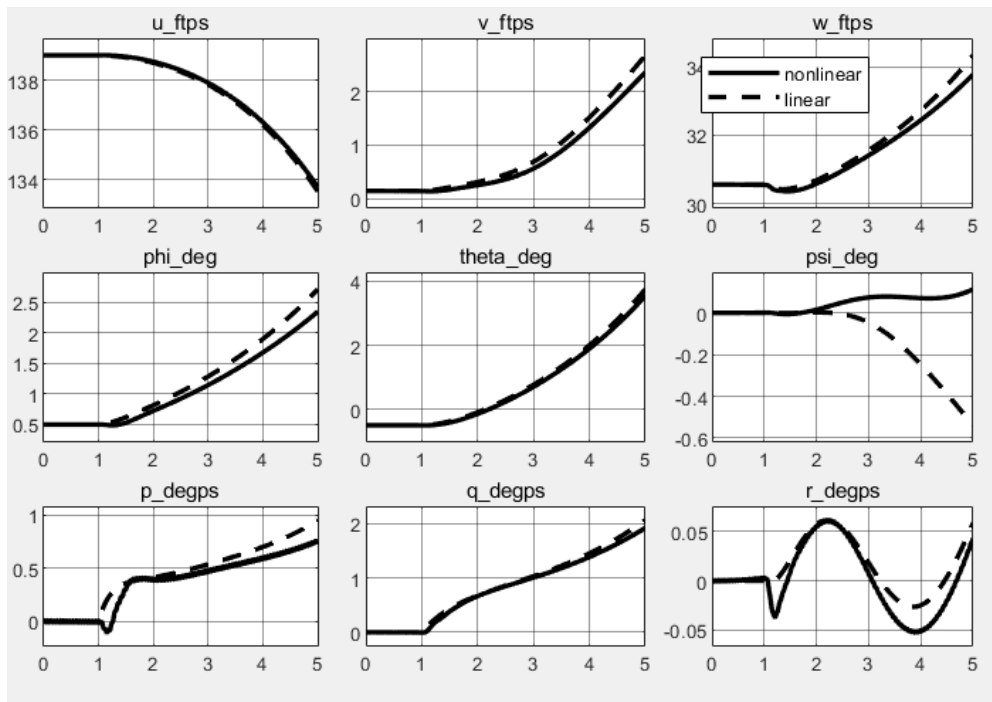 u_ftps
138
136
134
0 1 2 3 4 5
v_ftps
2
1
0
0 1 2 3 4 5
w_ftps
34
32
30
nonlinear
linear
0 1 2 3 4 5
phi_deg
2.5
2
1.5
1
0.5
0 1 2 3 4 5
theta_deg
4
2
0
0 1 2 3 4 5
psi_deg
0
-0.2
-0.4
-0.6
0 1 2 3 4 5
p_degps
1
0.5
0
0 1 2 3 4 5
q_degps
2
1
0
0 1 2 3 4 5
r_degps
0.05
0
-0.05
0 1 2 3 4 5